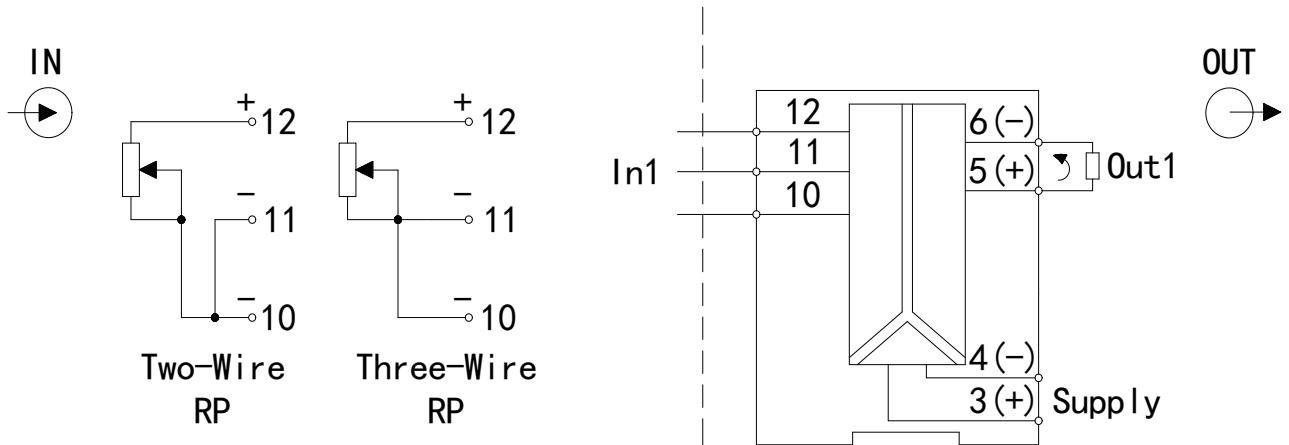 IN
+ 12
- 11
- 10
Two-Wire
RP
+ 12
- 11
- 10
Three-Wire
RP
In1
12
11
10
6(-)
5(+)
Out1
4(-)
3(+)
Supply
OUT